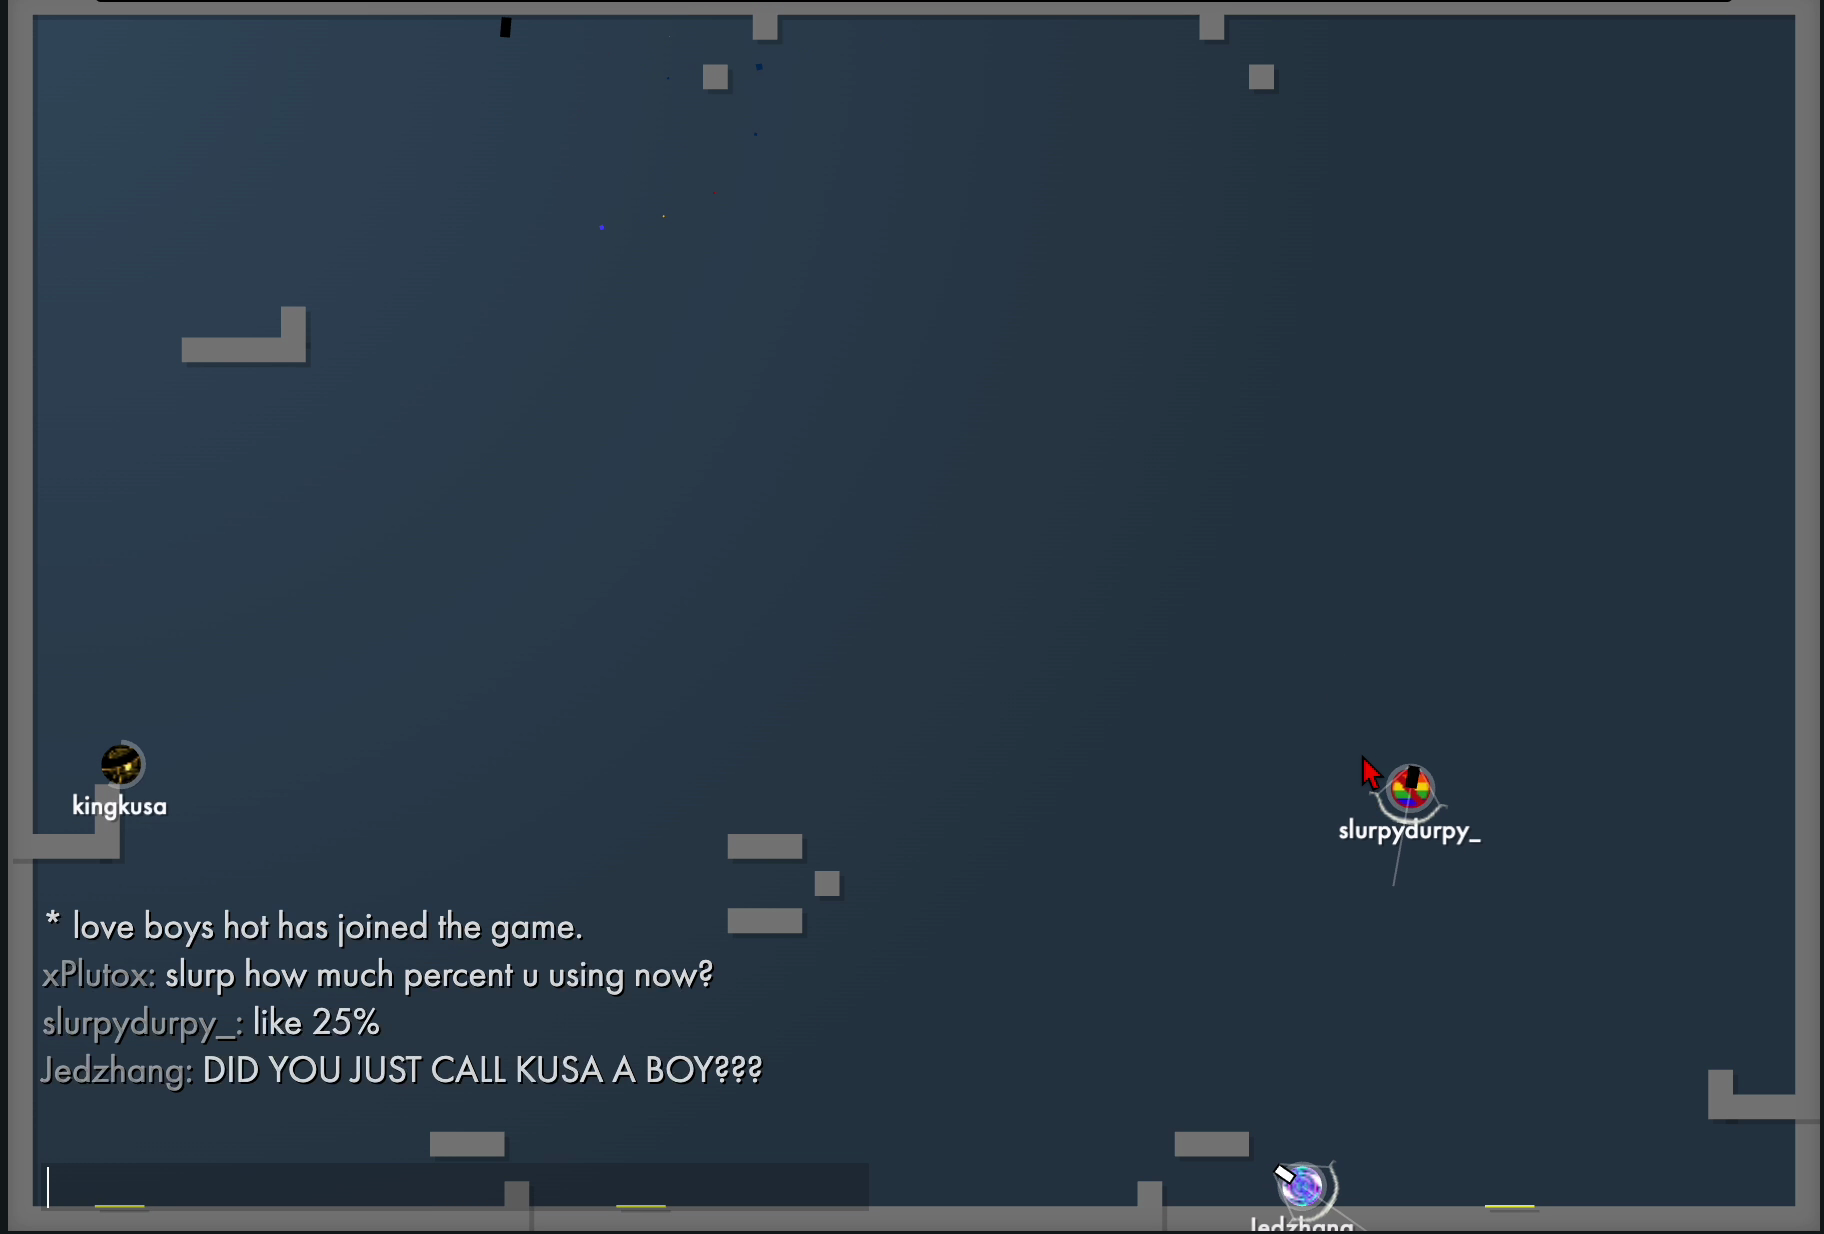 kingkusa
slurpydurpy_
* love boys hot has joined the game.
xPlutox: slurp how much percent u using now?
slurpydurpy_: like 25%
Jedzhang: DID YOU JUST CALL KUSA A BOY???
Jedzhang